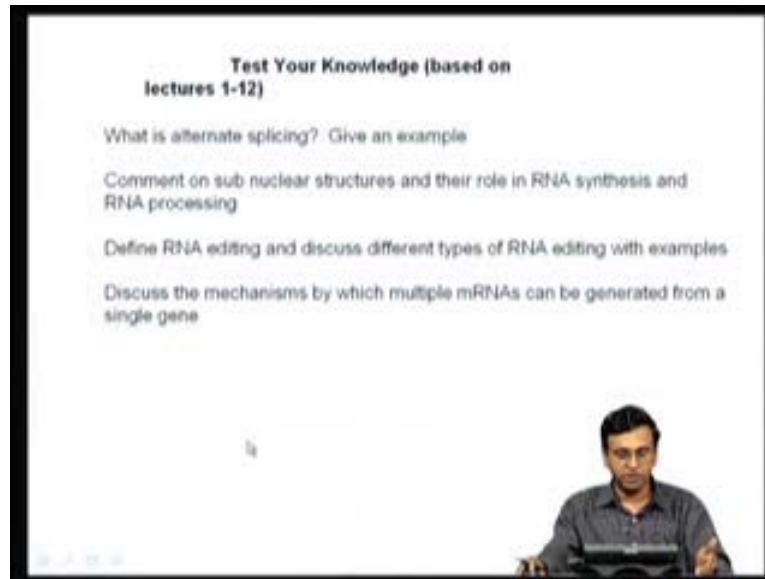 Test Your Knowledge (based on
lectures 1-12)
What is alternate splicing? Give an example
Comment on sub nuclear structures and their role in RNA synthesis and
RNA processing
Define RNA editing and discuss different types of RNA editing with examples
Discuss the mechanisms by which multiple mRNAs can be generated from a
single gene